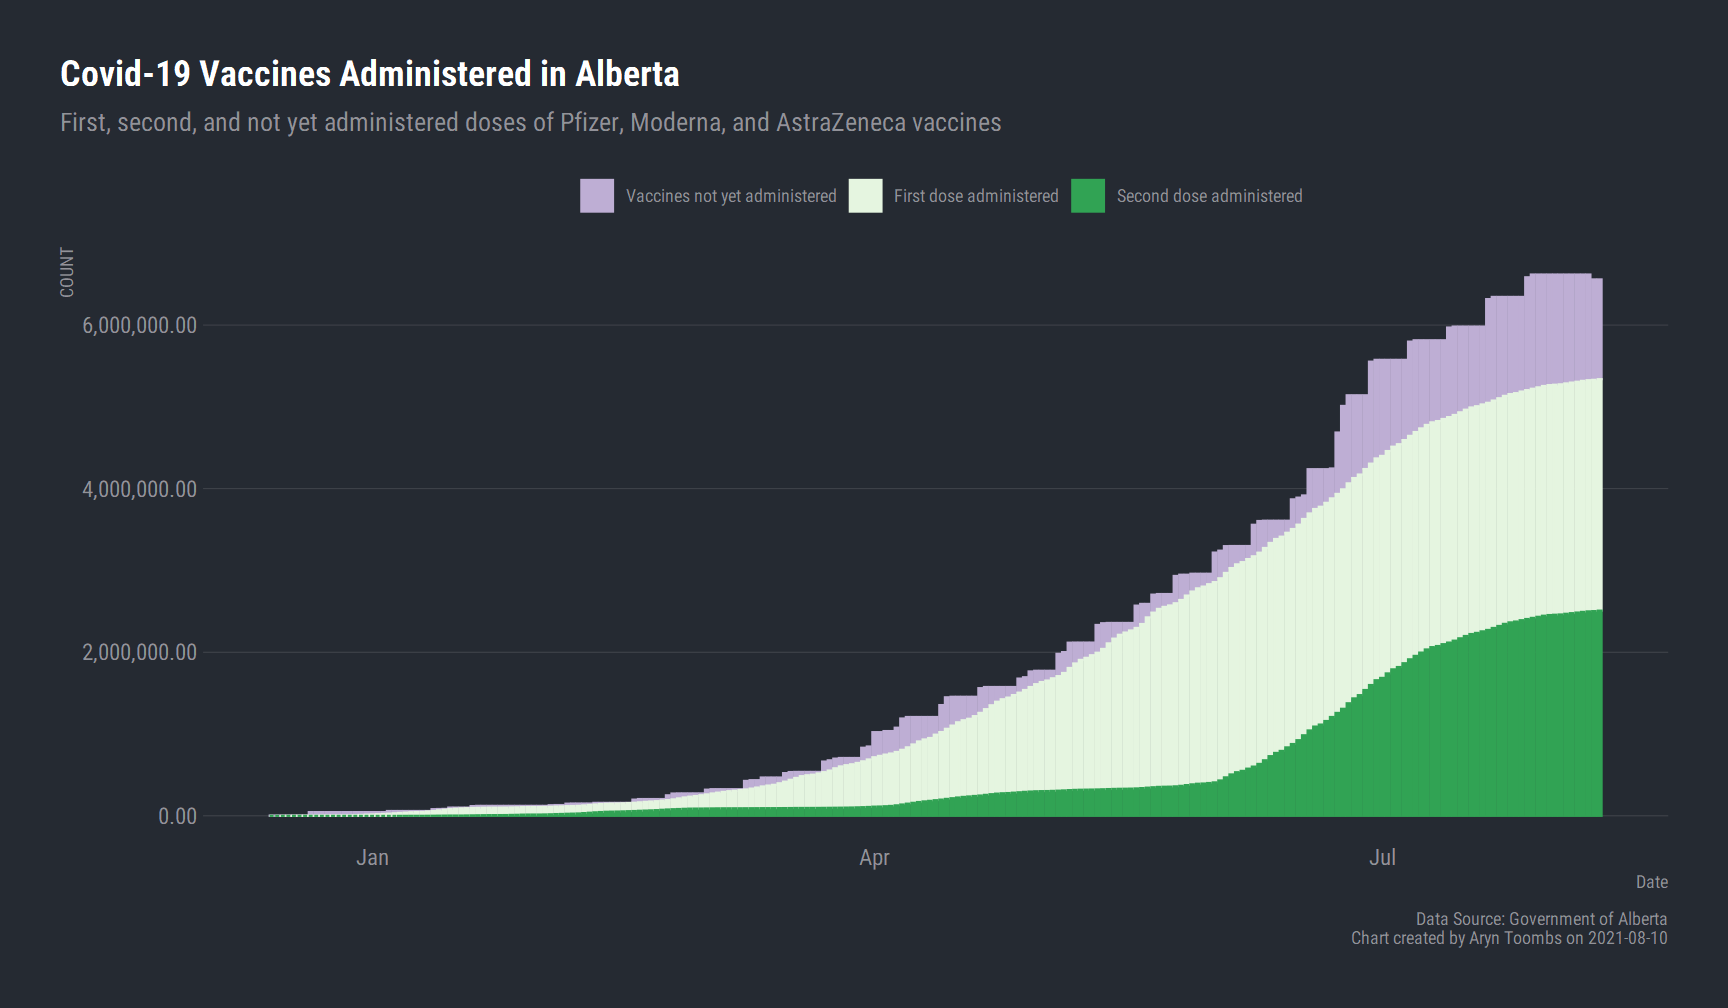 Covid-19 Vaccines Administered in Alberta
First, second, and not yet administered doses of Pfizer, Moderna, and AstraZeneca vaccines
Vaccines not yet administered
First dose administered
Second dose administered
COUNT
6,000,000.00
4,000,000.00
2,000,000.00
0.00
Jan
Apr
Jul
Date
Data Source: Government of Alberta
Chart created by Aryn Toombs on 2021-08-10